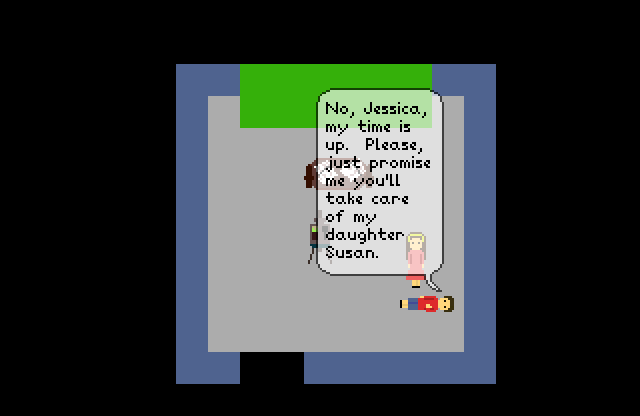 No, Jessica,
my time is
up. Please,
just promise
me you'll
take care
of my
daughter
Susan.